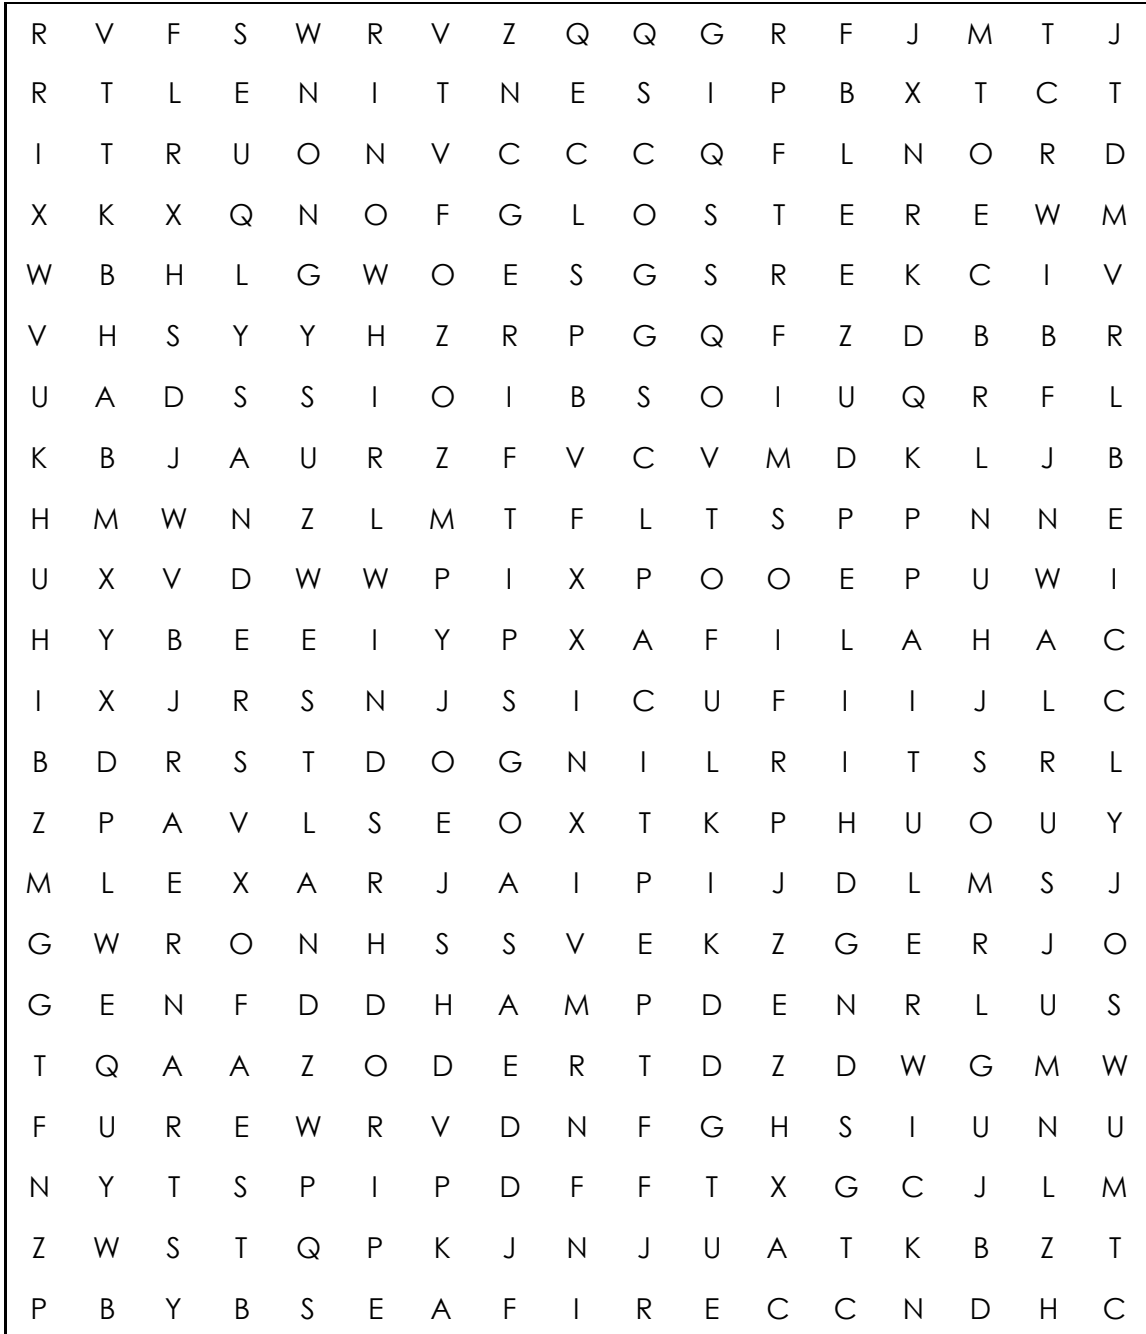 R V F S W R V Z Q Q G R F J M T J
R T L E N I T N E S I P B X T C T
I T R U O N V C C C Q F L N O R D
X K X Q N O F G L O S T E R E W M
W B H L G W O E S G S R E K C I V
V H S Y Y H Z R P G Q F Z D B B R
U A D S S I O I B S O I U Q R F L
K B J A U R Z F V C V M D K L J B
H M W N Z L M T F L T S P P N N E
U X V D W W P I X P O O E P U W I
H Y B E E I Y P X A F I L A H A C
I X J R S N J S I C U F I I J L C
B D R S T D O G N I L R I T S R L
Z P A V L S E O X T K P H U O U Y
M L E X A R J A I P I J D L M S J
G W R O N H S S V E K Z G E R J O
G E N F D D H A M P D E N R L U S
T Q A A Z O D E R T D Z D W G M W
F U R E W R V D N F G H S I U N U
N Y T S P I P D F F T X G C J L M
Z W S T Q P K J N J U A T K B Z T
P B Y B S E A F I R E C C N D H C